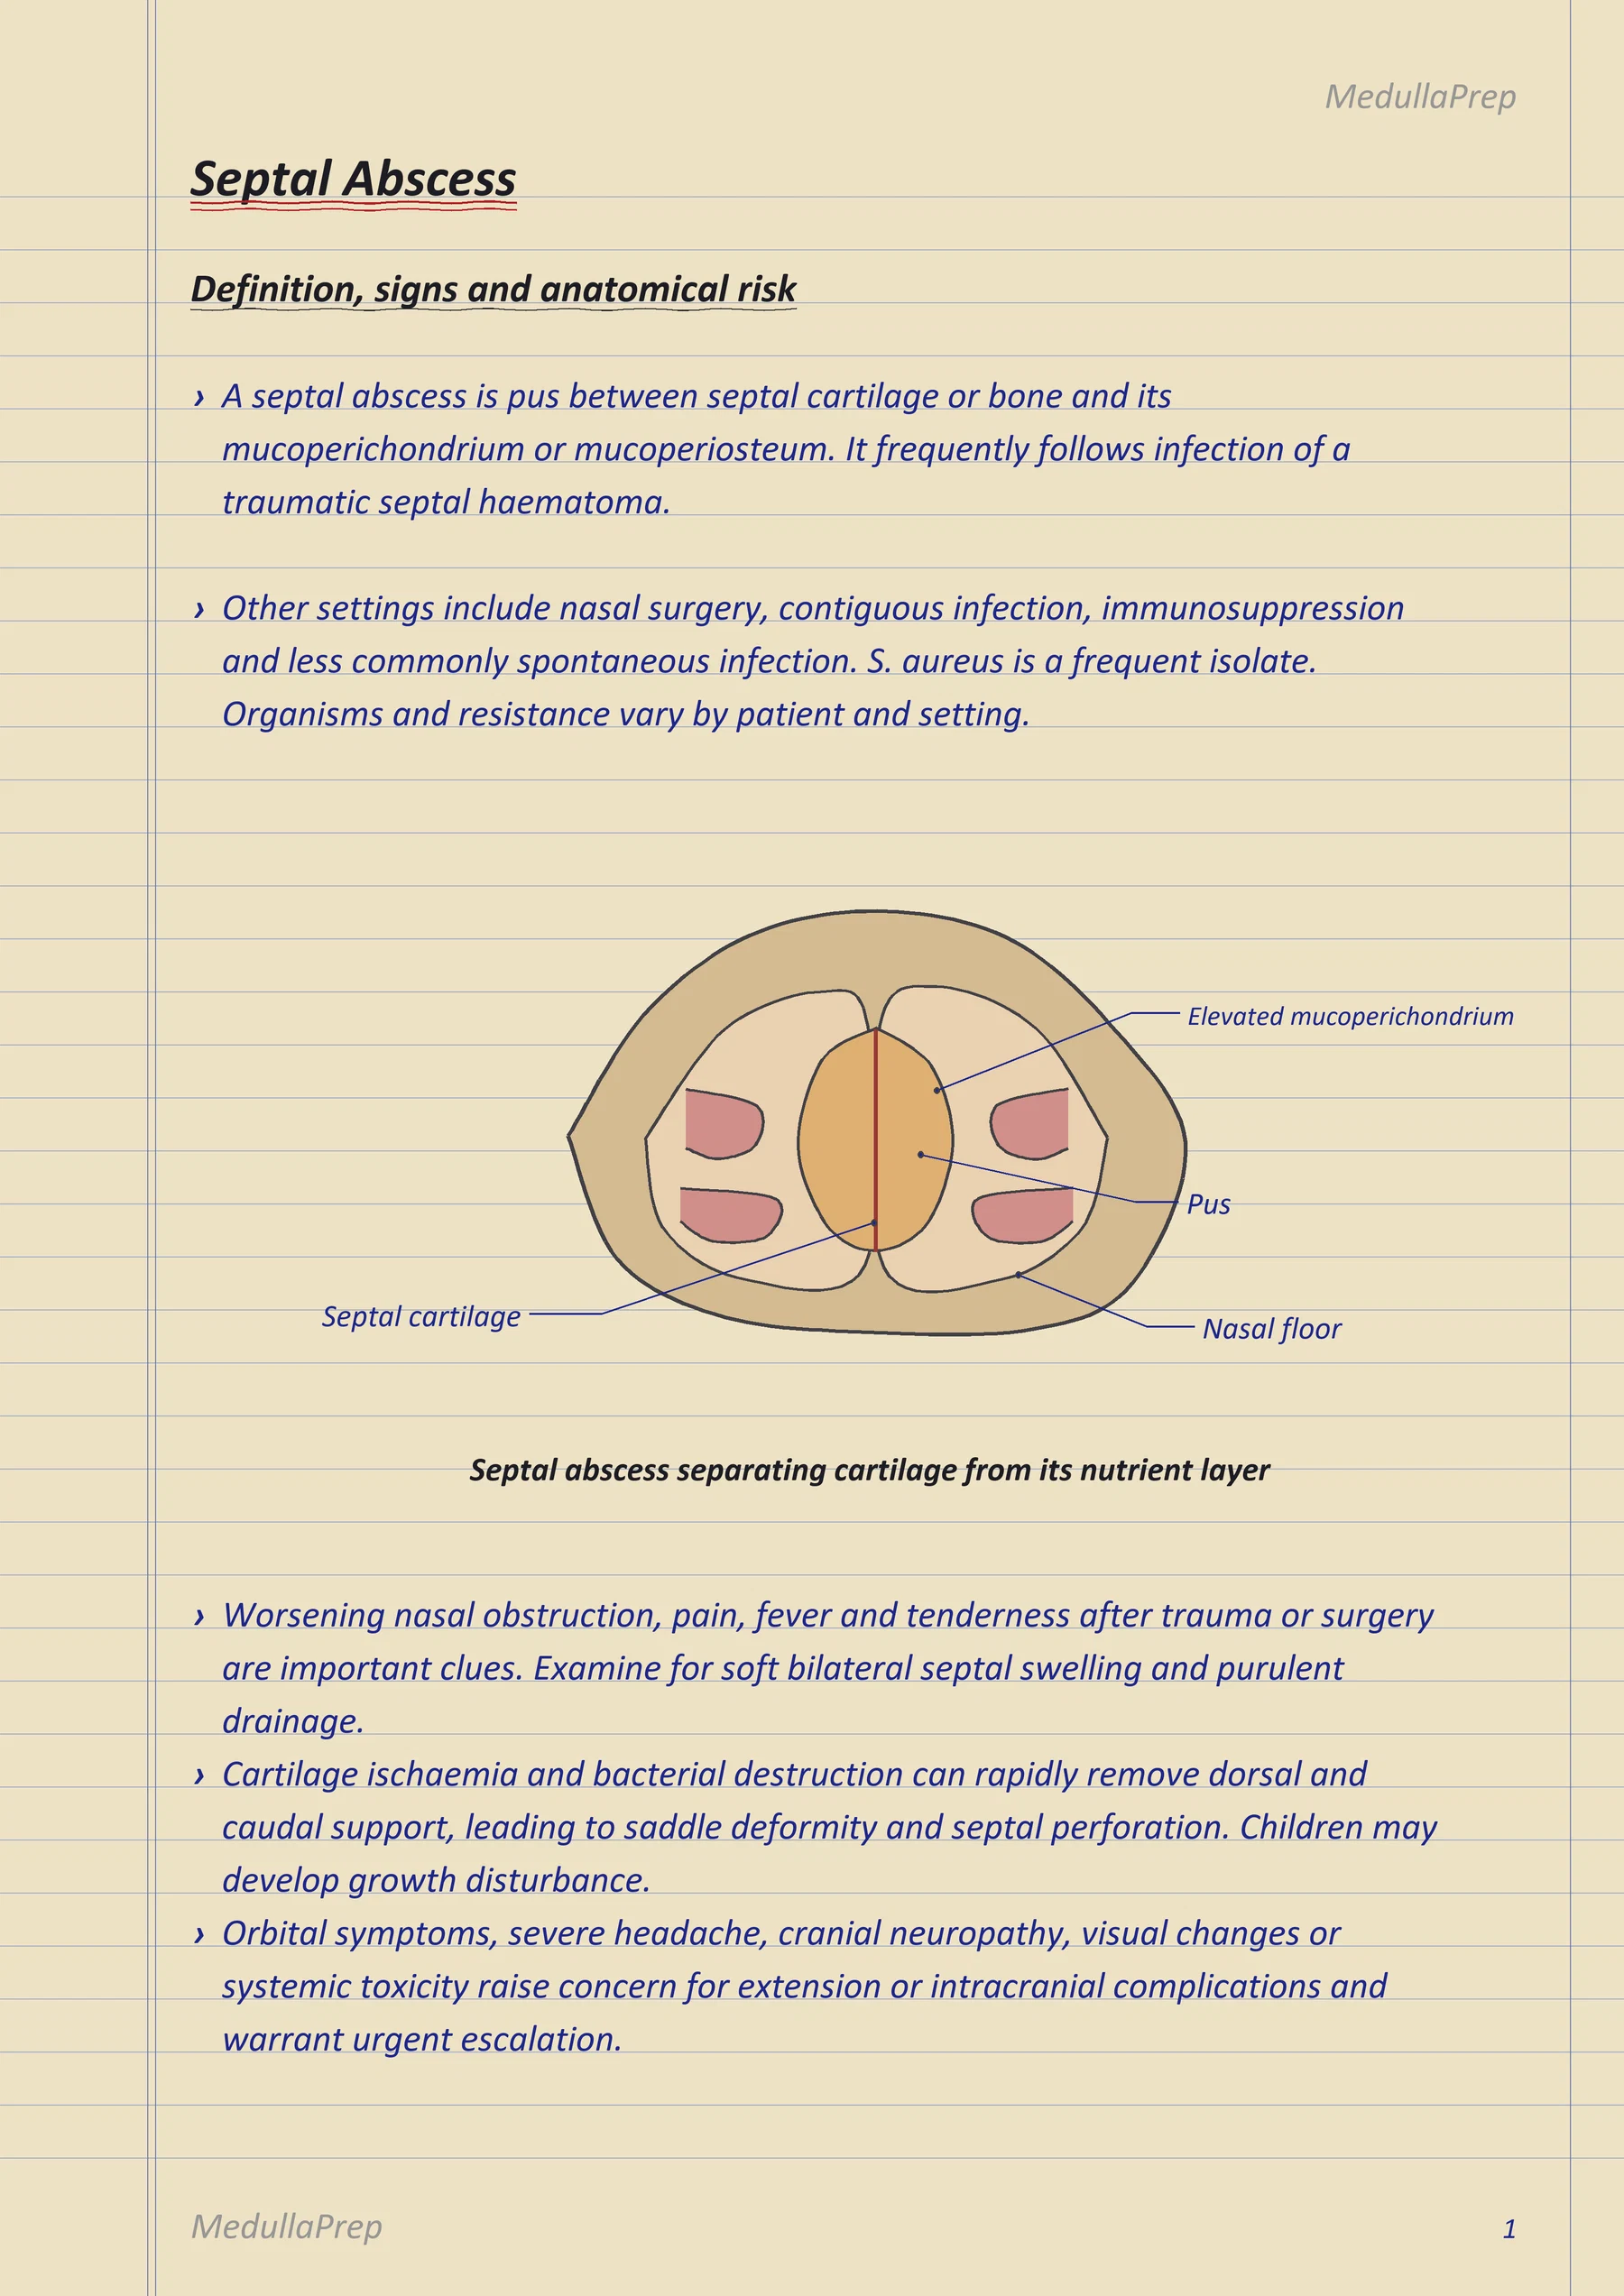 MedullaPrep
Septal Abscess
Definition, signs and anatomical risk
› A septal abscess is pus between septal cartilage or bone and its
mucoperichondrium or mucoperiosteum. It frequently follows infection of a
traumatic septal haematoma.
› Other settings include nasal surgery, contiguous infection, immunosuppression
and less commonly spontaneous infection. S. aureus is a frequent isolate.
Organisms and resistance vary by patient and setting.
Elevated mucoperichondrium
Pus
Septal cartilage
Nasal floor
Septal abscess separating cartilage from its nutrient layer
› Worsening nasal obstruction, pain, fever and tenderness after trauma or surgery
are important clues. Examine for soft bilateral septal swelling and purulent
drainage.
› Cartilage ischaemia and bacterial destruction can rapidly remove dorsal and
caudal support, leading to saddle deformity and septal perforation. Children may
develop growth disturbance.
› Orbital symptoms, severe headache, cranial neuropathy, visual changes or
systemic toxicity raise concern for extension or intracranial complications and
warrant urgent escalation.
MedullaPrep
1